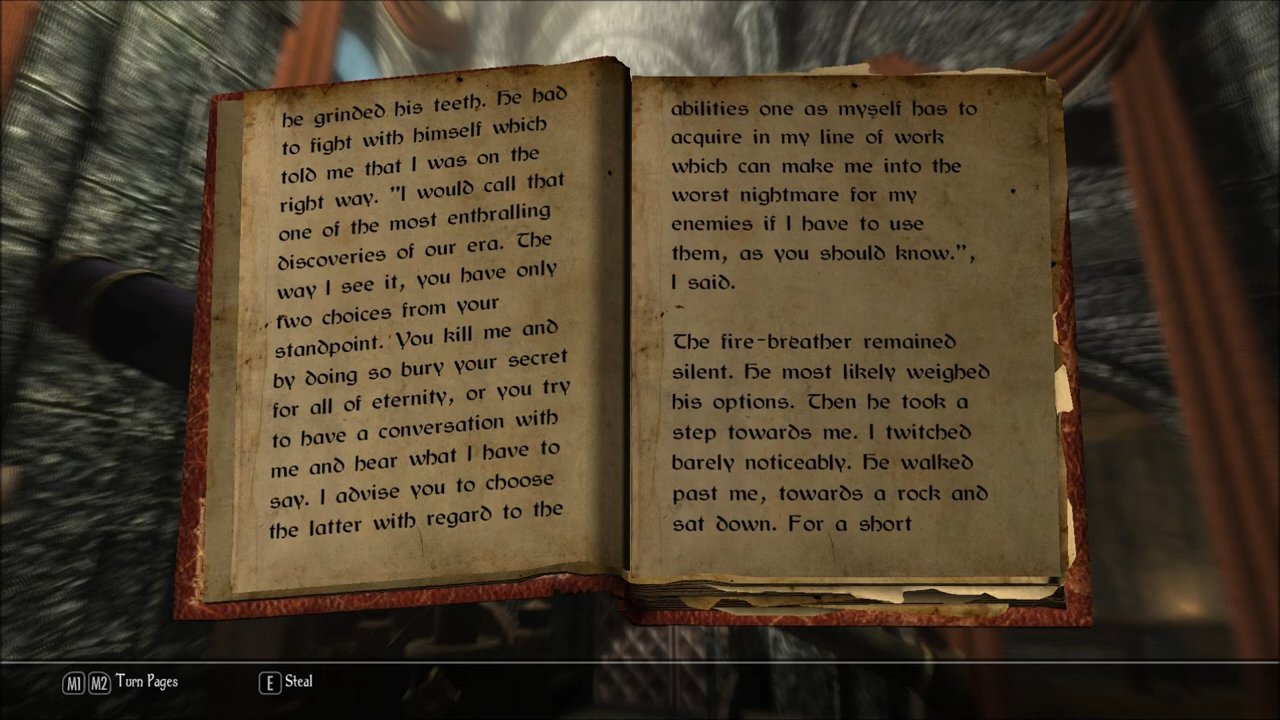 he grinded his teeth. He had
to fight with himself which
told me that I was on the
right way. "I would call that
one of the most enthralling
discoveries of our era. The
way I see it, you have only
two choices from your
standpoint. You kill me and
by doing so bury your secret
for all of eternity, or you try
to have a conversation with
me and hear what I have to
say. I advise you to choose
the latter with regard to the
abilities one as myself has to
acquire in my line of work
which can make me into the
worst nightmare for my
enemies if I have to use
them, as you should know.",
I said.
The fire-breather remained
silent. He most likely weighed
his options. Then he took a
step towards me. I twitched
barely noticeably. He walked
past me, towards a rock and
sat down. For a short
M1 M2 Turn Pages
E Steal